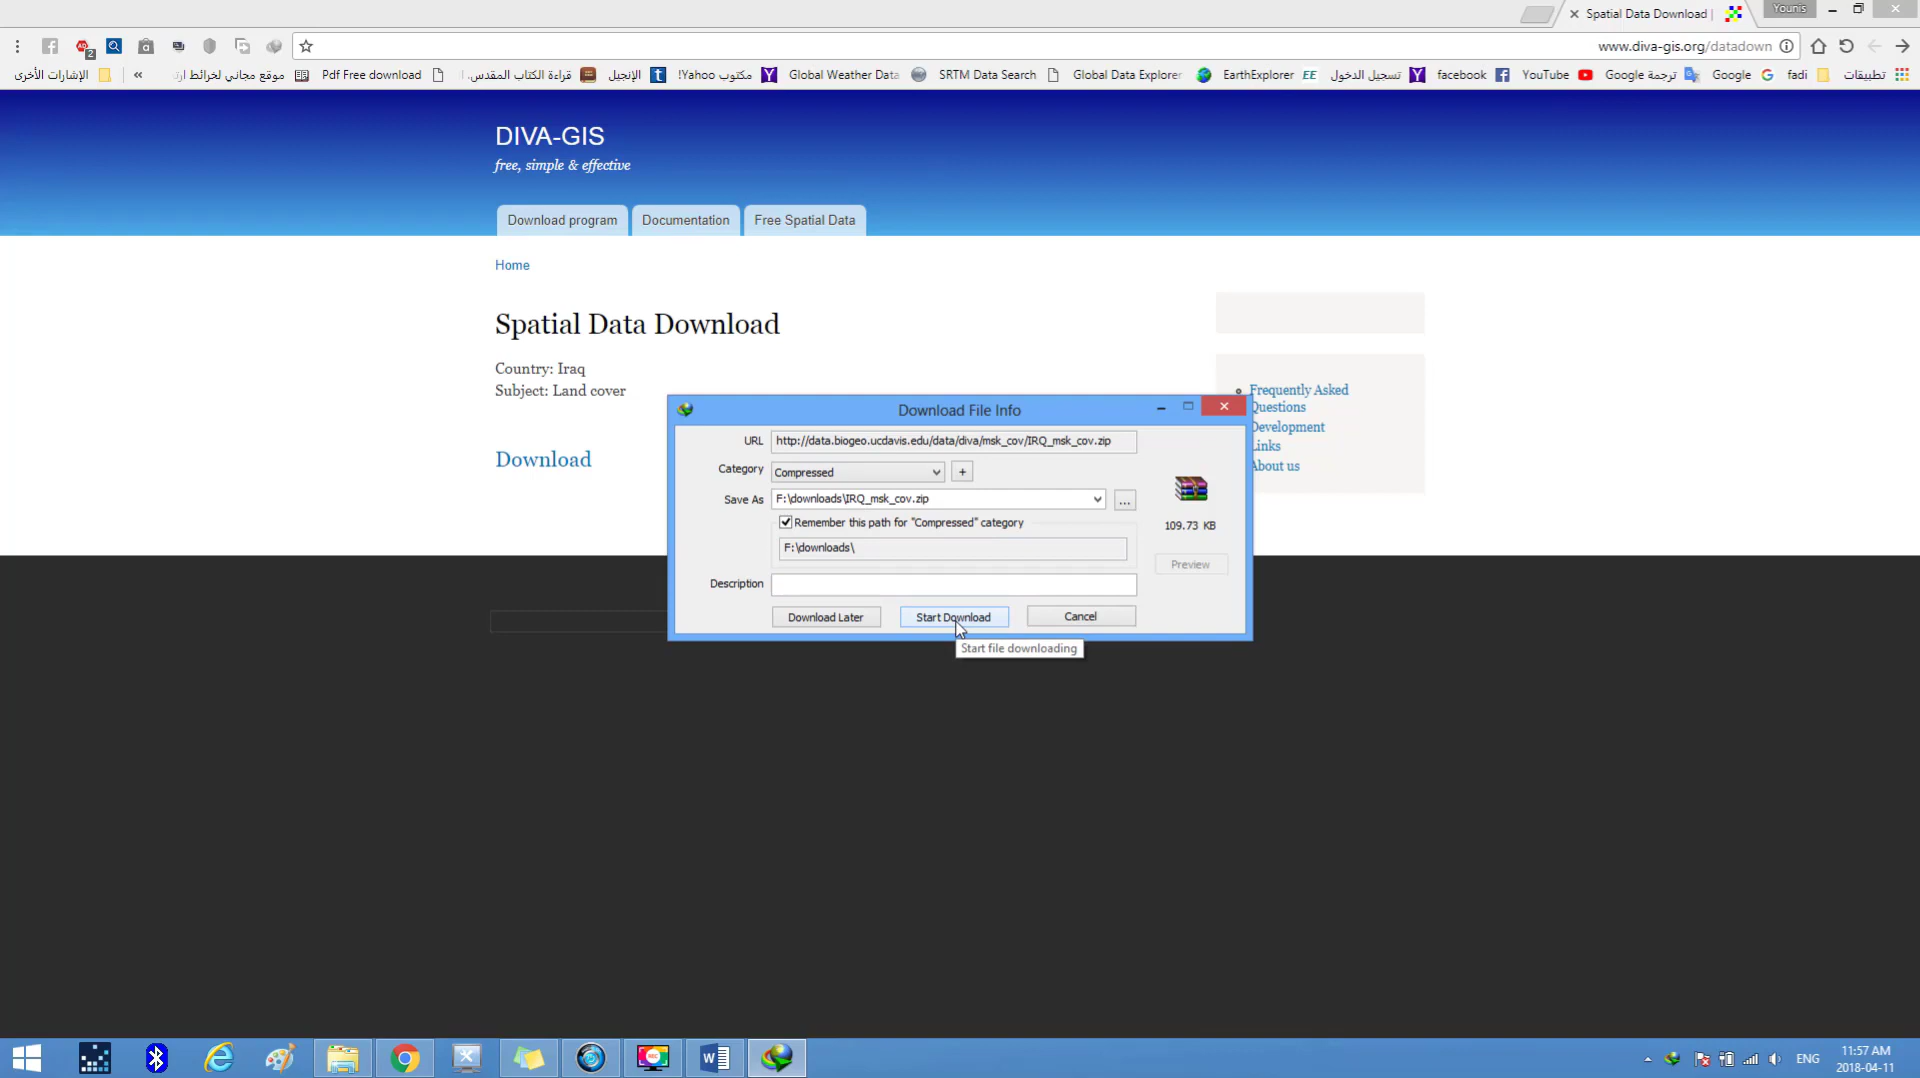 Spatial Data Download |
Younis
www.diva-gis.org/datadown
2
الإشارات الأخرى
«
موقع مجاني لخرائط ارت
Pdf Free download
قراءة الكتاب المقدس.
الإنجيل
مكتوب Yahoo!
Global Weather Data
SRTM Data Search
Global Data Explorer
EarthExplorer
EE
تسجيل الدخول
facebook
YouTube
ترجمة Google
Google
fadi
تطبيقات
DIVA-GIS
free, simple & effective
Download program
Documentation
Free Spatial Data
Home
Spatial Data Download
Country: Iraq
Subject: Land cover
Download
Frequently Asked
Questions
Development
Links
About us
Download File Info
URL
http://data.biogeo.ucdavis.edu/data/diva/msk_cov/IRQ_msk_cov.zip
Category
Compressed
+
Save As
F:\downloads\IRQ_msk_cov.zip
...
Remember this path for "Compressed" category
F:\downloads\
109.73 KB
Preview
Description
Download Later
Start Download
Cancel
Start file downloading
REC
ENG
11:57 AM
2018-04-11